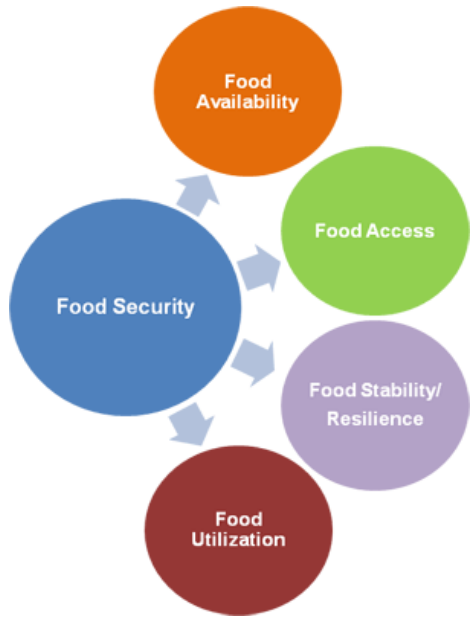 Food
Availability
Food Access
Food Security
Food Stability/
Resilience
Food
Utilization